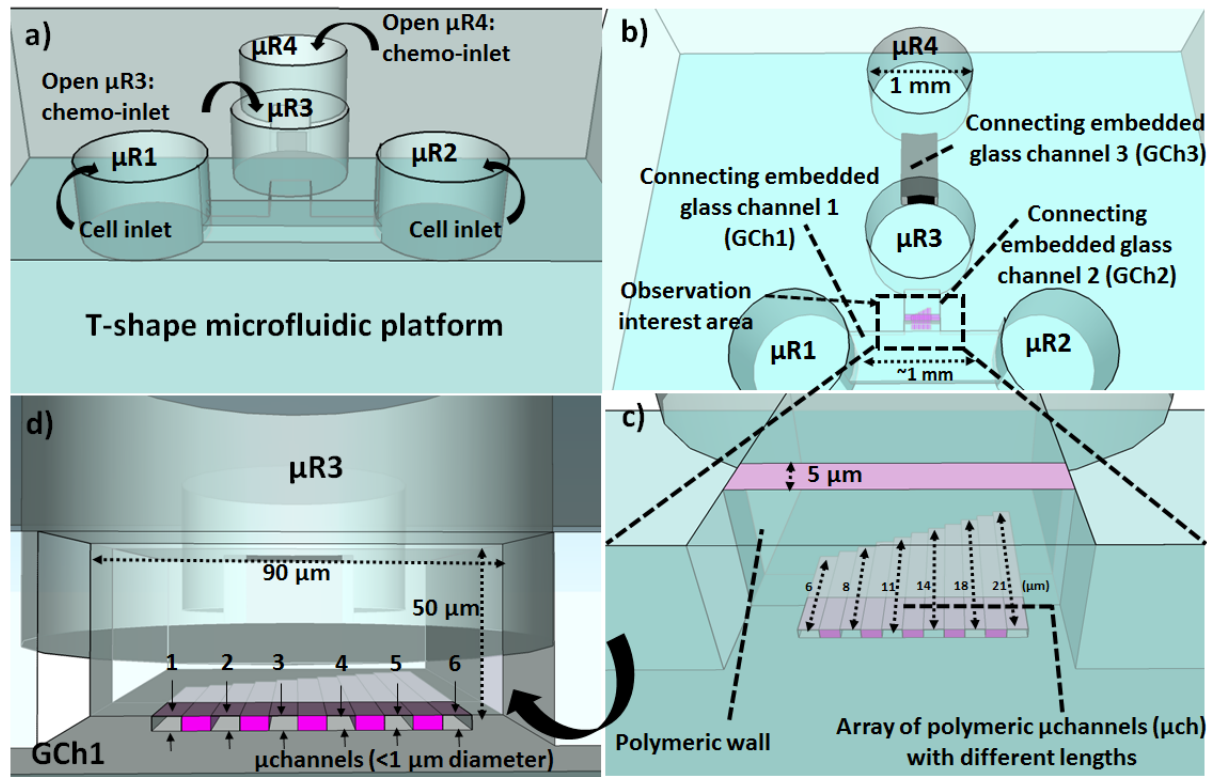 a)
Open µR4:
chemo-inlet
µR4
Open µR3:
chemo-inlet
µR3
µR1
µR2
Cell inlet
Cell inlet
T-shape microfluidic platform
b)
µR4
1 mm
Connecting embedded
glass channel 3 (GCh3)
Connecting embedded
glass channel 1
(GCh1)
µR3
Connecting
embedded glass
channel 2 (GCh2)
Observation
interest area
µR1
µR2
~1 mm
d)
µR3
90 µm
50 µm
1 2 3 4 5 6
GCh1
µchannels (<1 µm diameter)
c)
5 µm
6 8 11 14 18 21 (µm)
Polymeric wall
Array of polymeric µchannels (µch)
with different lengths